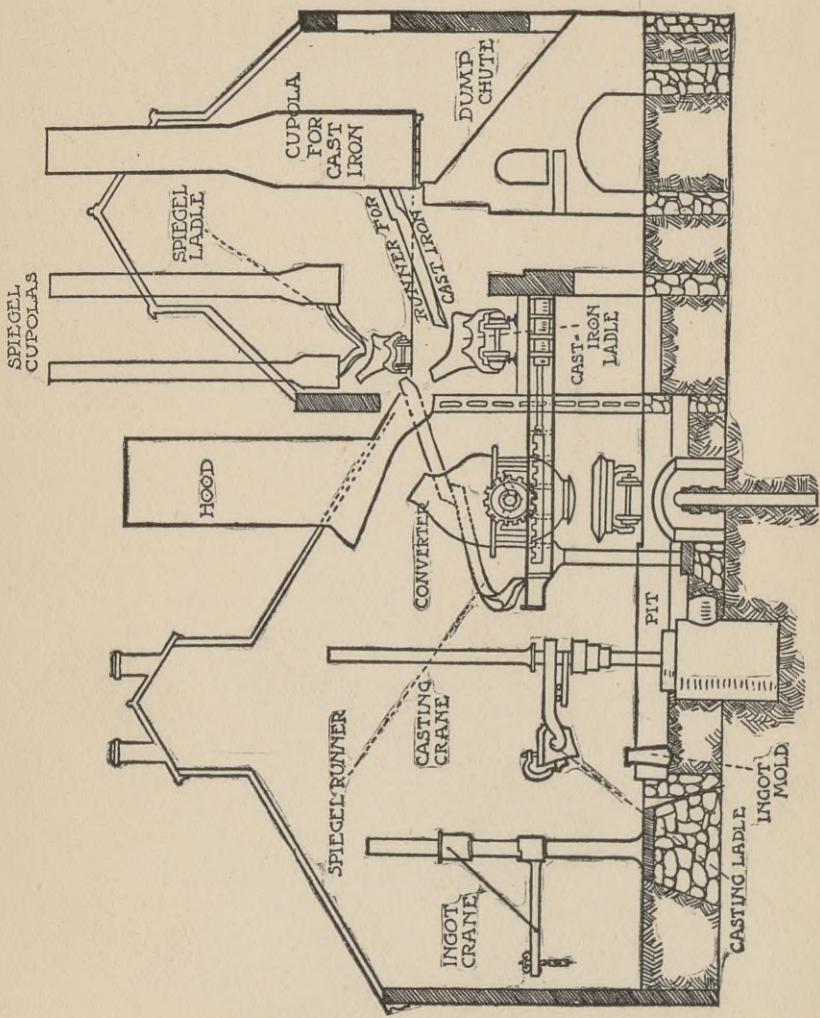 SPIEGEL
CUPOLAS
SPIEGEL
LADLE
CUPOLA
FOR
CAST
IRON
DUMP
CHUTE
RUNNER FOR
CAST IRON
CAST-
IRON
LADLE
HOOD
CONVERTER
PIT
SPIEGEL RUNNER
CASTING
CRANE
INGOT
CRANE
INGOT
MOLD
CASTING LADLE